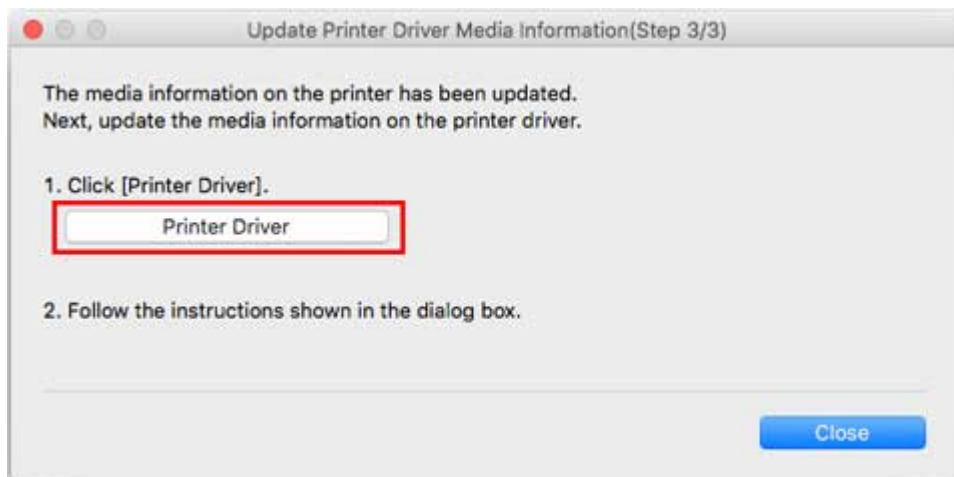 Update Printer Driver Media Information(Step 3/3)
The media information on the printer has been updated.
Next, update the media information on the printer driver.
1. Click [Printer Driver].
Printer Driver
2. Follow the instructions shown in the dialog box.
Close